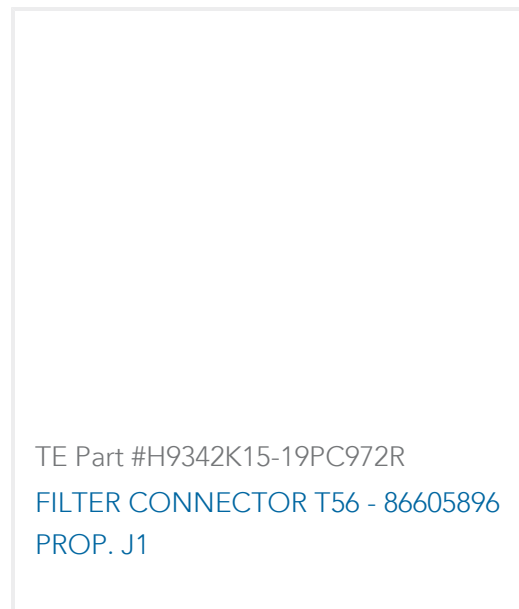 TE Part #H9342K15-19PC972R
FILTER CONNECTOR T56 - 86605896
PROP. J1